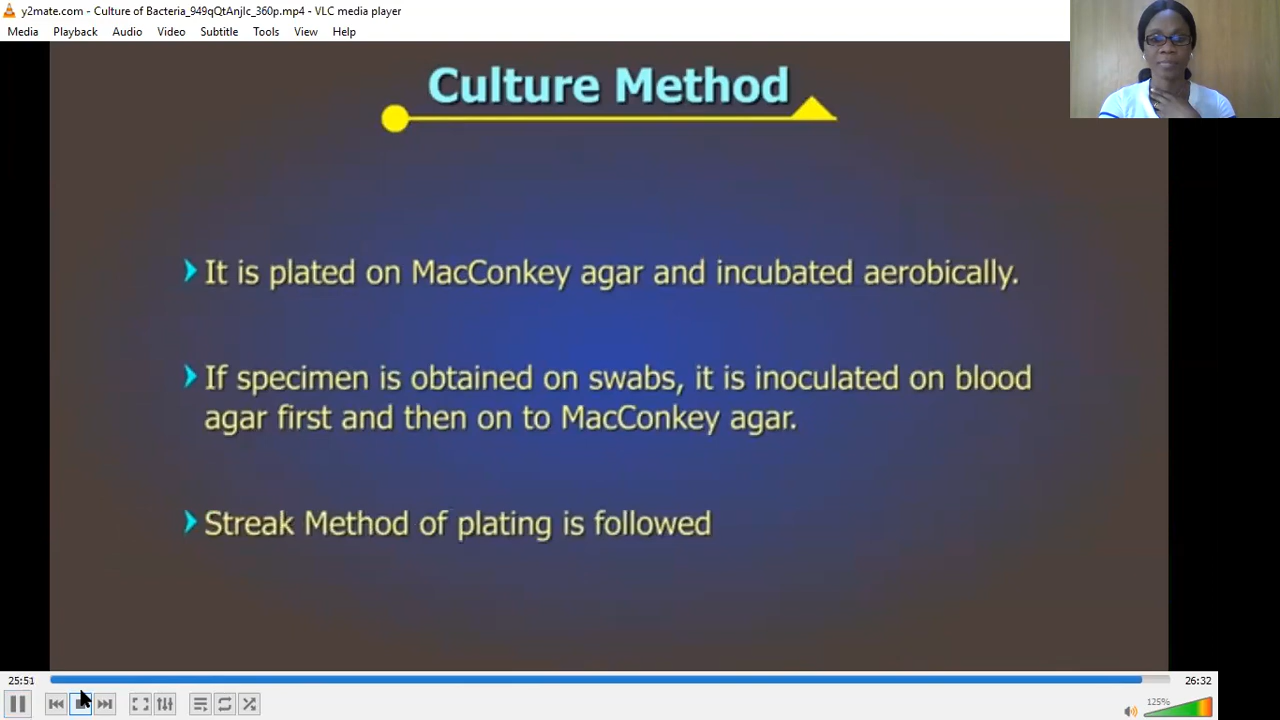 y2mate.com - Culture of Bacteria_949qQtAnjIc_360p.mp4 - VLC media player
Media Playback Audio Video Subtitle Tools View Help
Culture Method
It is plated on MacConkey agar and incubated aerobically.
If specimen is obtained on swabs, it is inoculated on blood
agar first and then on to MacConkey agar.
Streak Method of plating is followed
25:51
26:32
125%